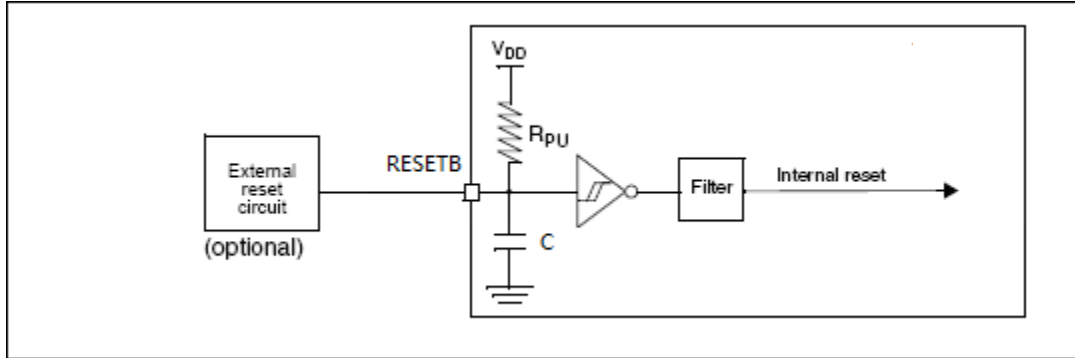 VDD
RPU
RESETB
External
reset
circuit
(optional)
C
Filter
Internal reset